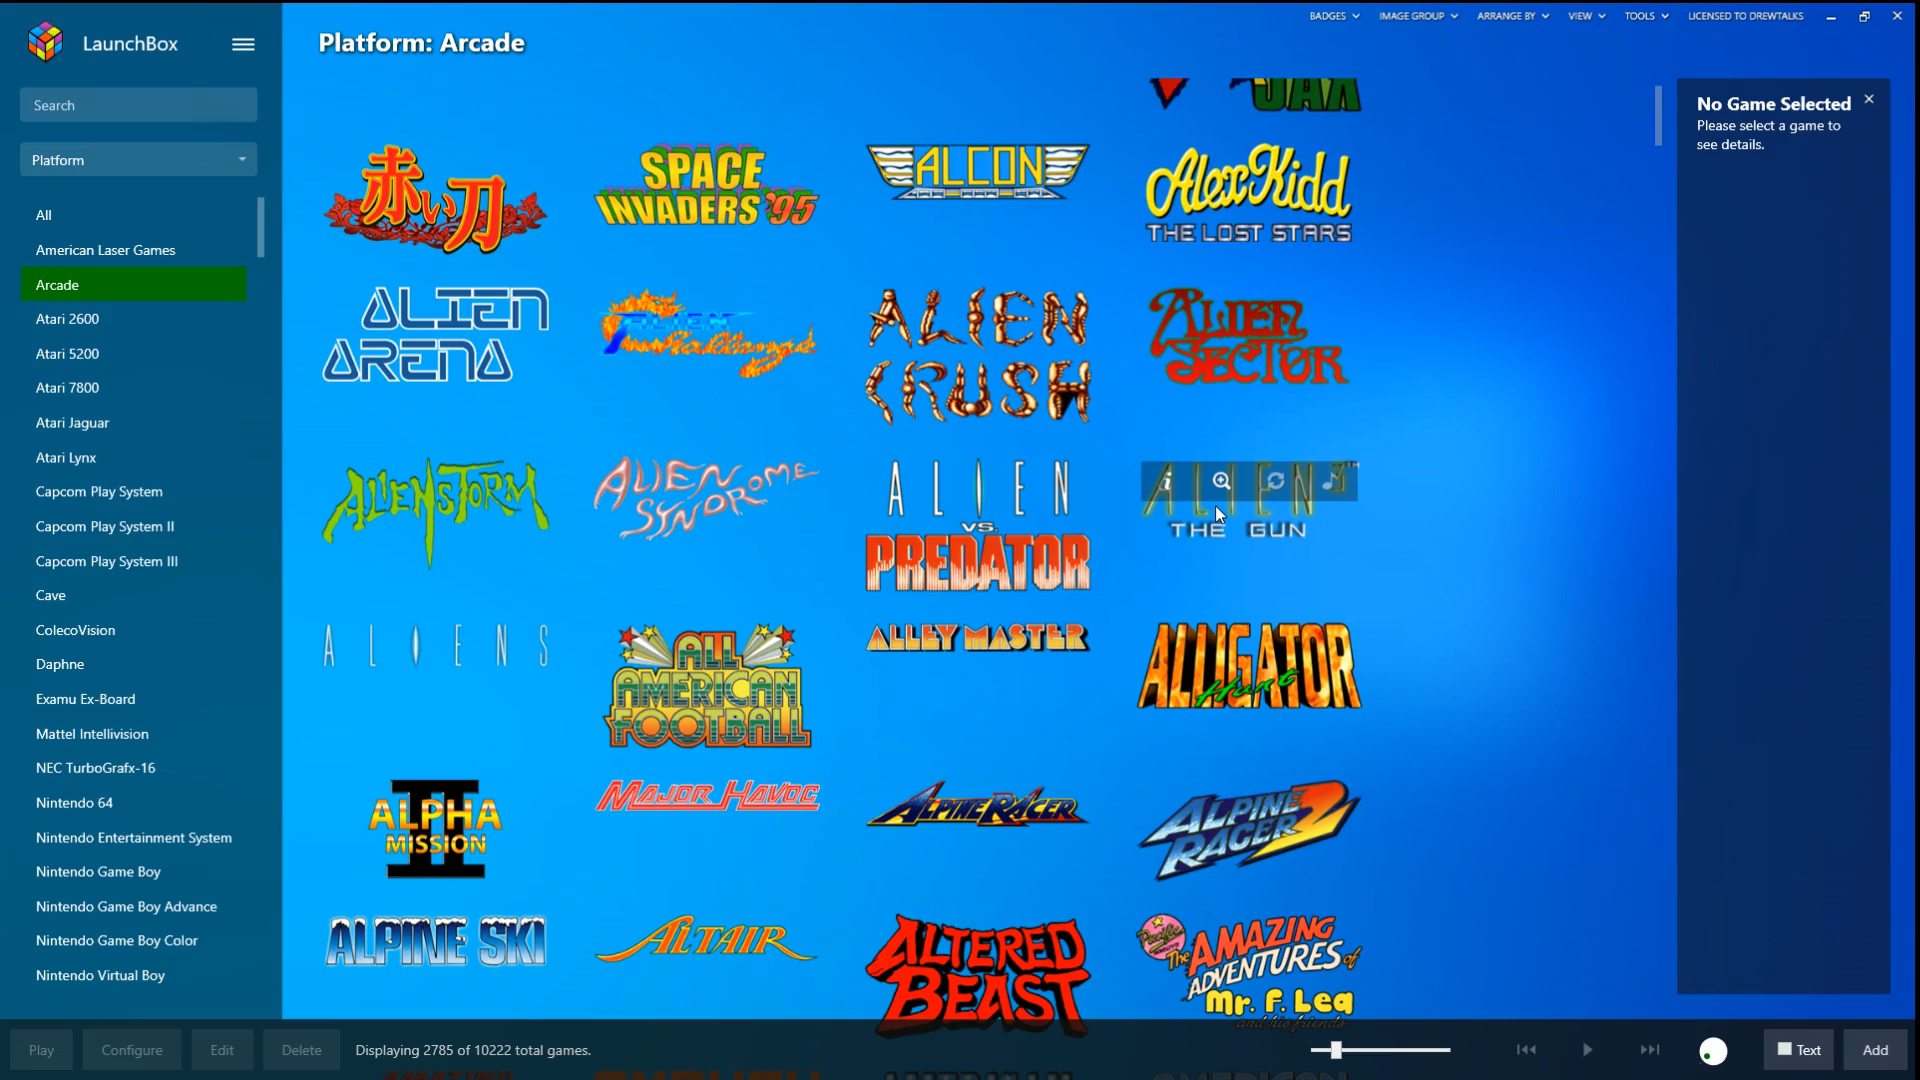 LaunchBox
Platform: Arcade
BADGES
IMAGE GROUP
ARRANGE BY
VIEW
TOOLS
LICENSED TO DREWTALKS
Search
Platform
All
American Laser Games
Arcade
Atari 2600
Atari 5200
Atari 7800
Atari Jaguar
Atari Lynx
Capcom Play System
Capcom Play System II
Capcom Play System III
Cave
ColecoVision
Daphne
Examu Ex-Board
Mattel Intellivision
NEC TurboGrafx-16
Nintendo 64
Nintendo Entertainment System
Nintendo Game Boy
Nintendo Game Boy Advance
Nintendo Game Boy Color
Nintendo Virtual Boy
JAX
赤い刀
SPACE
INVADERS '95
ALCON
Alex Kidd
THE LOST STARS
ALIEN
ARENA
ALIEN
Challenge
ALIEN
CRUSH
ALIEN
SECTOR
ALIEN STORM
ALIEN
SYNDROME
ALIEN
VS.
PREDATOR
ALIEN 3™
THE GUN
ALIENS
ALL
AMERICAN
FOOTBALL
ALLEY MASTER
ALLIGATOR
Hunt
ALPHA
MISSION
II
MAJOR HAVOC
ALPINE RACER
ALPINE
RACER 2
ALPINE SKI
ALTAIR
ALTERED
BEAST
The AMAZING
ADVENTURES of
Mr. F. Lea
and his friends
No Game Selected
Please select a game to
see details.
Play
Configure
Edit
Delete
Displaying 2785 of 10222 total games.
Text
Add